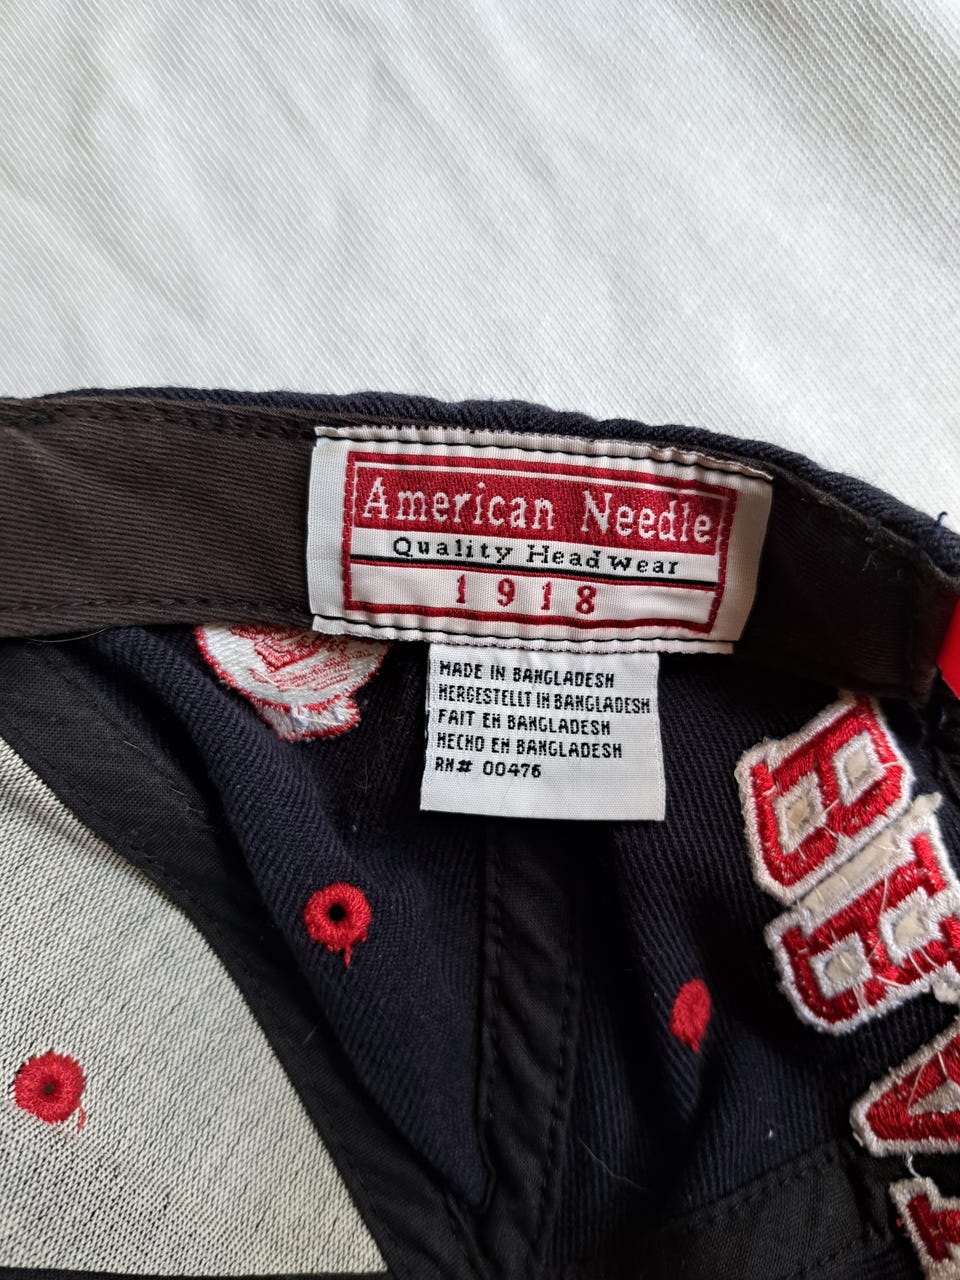 American Needle
Quality Headwear
1918
MADE IN BANGLADESH
HERGESTELLT IN BANGLADESH
FAIT EN BANGLADESH
HECHO EN BANGLADESH
RN# 00476